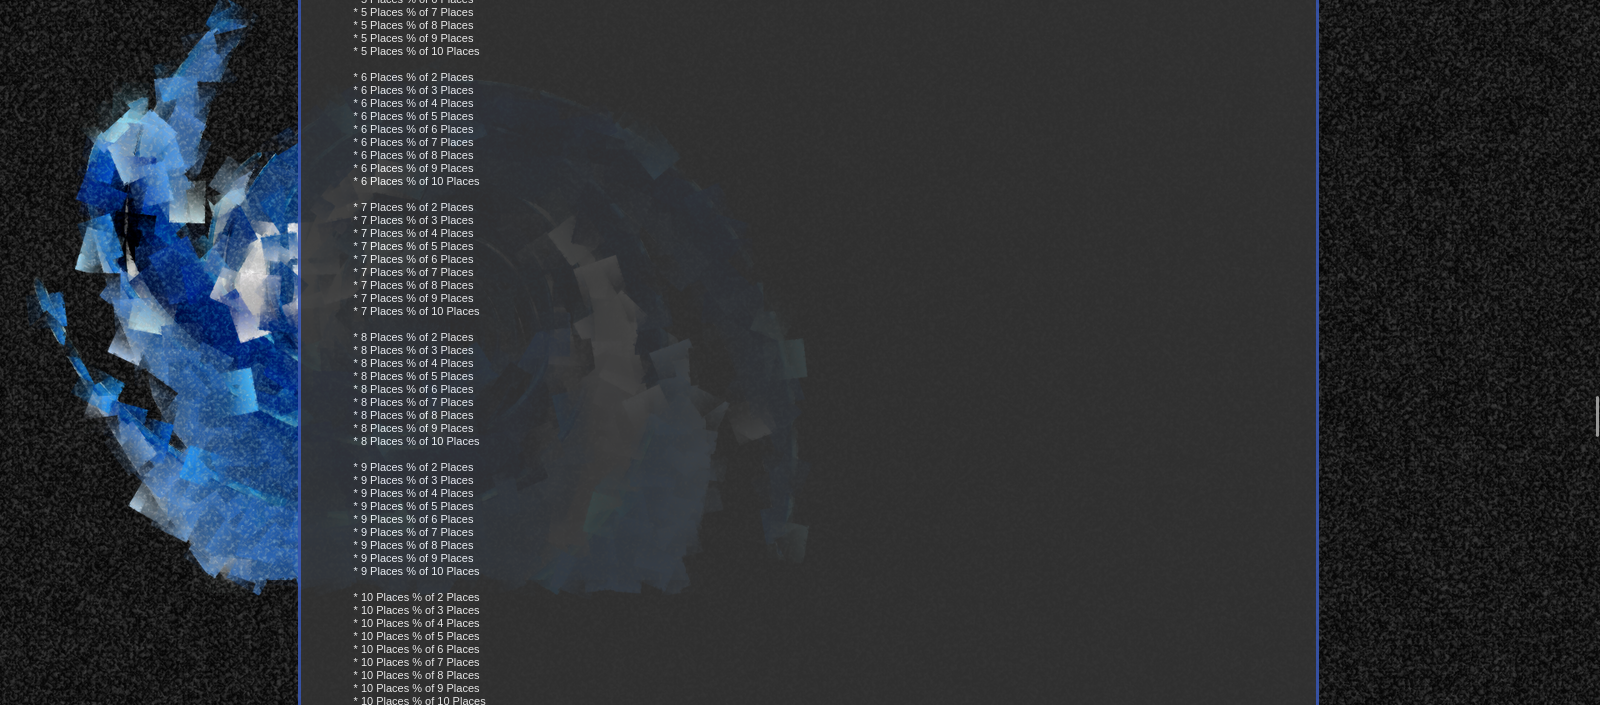 * 5 Places % of 6 Places
* 5 Places % of 7 Places
* 5 Places % of 8 Places
* 5 Places % of 9 Places
* 5 Places % of 10 Places
* 6 Places % of 2 Places
* 6 Places % of 3 Places
* 6 Places % of 4 Places
* 6 Places % of 5 Places
* 6 Places % of 6 Places
* 6 Places % of 7 Places
* 6 Places % of 8 Places
* 6 Places % of 9 Places
* 6 Places % of 10 Places
* 7 Places % of 2 Places
* 7 Places % of 3 Places
* 7 Places % of 4 Places
* 7 Places % of 5 Places
* 7 Places % of 6 Places
* 7 Places % of 7 Places
* 7 Places % of 8 Places
* 7 Places % of 9 Places
* 7 Places % of 10 Places
* 8 Places % of 2 Places
* 8 Places % of 3 Places
* 8 Places % of 4 Places
* 8 Places % of 5 Places
* 8 Places % of 6 Places
* 8 Places % of 7 Places
* 8 Places % of 8 Places
* 8 Places % of 9 Places
* 8 Places % of 10 Places
* 9 Places % of 2 Places
* 9 Places % of 3 Places
* 9 Places % of 4 Places
* 9 Places % of 5 Places
* 9 Places % of 6 Places
* 9 Places % of 7 Places
* 9 Places % of 8 Places
* 9 Places % of 9 Places
* 9 Places % of 10 Places
* 10 Places % of 2 Places
* 10 Places % of 3 Places
* 10 Places % of 4 Places
* 10 Places % of 5 Places
* 10 Places % of 6 Places
* 10 Places % of 7 Places
* 10 Places % of 8 Places
* 10 Places % of 9 Places
* 10 Places % of 10 Places